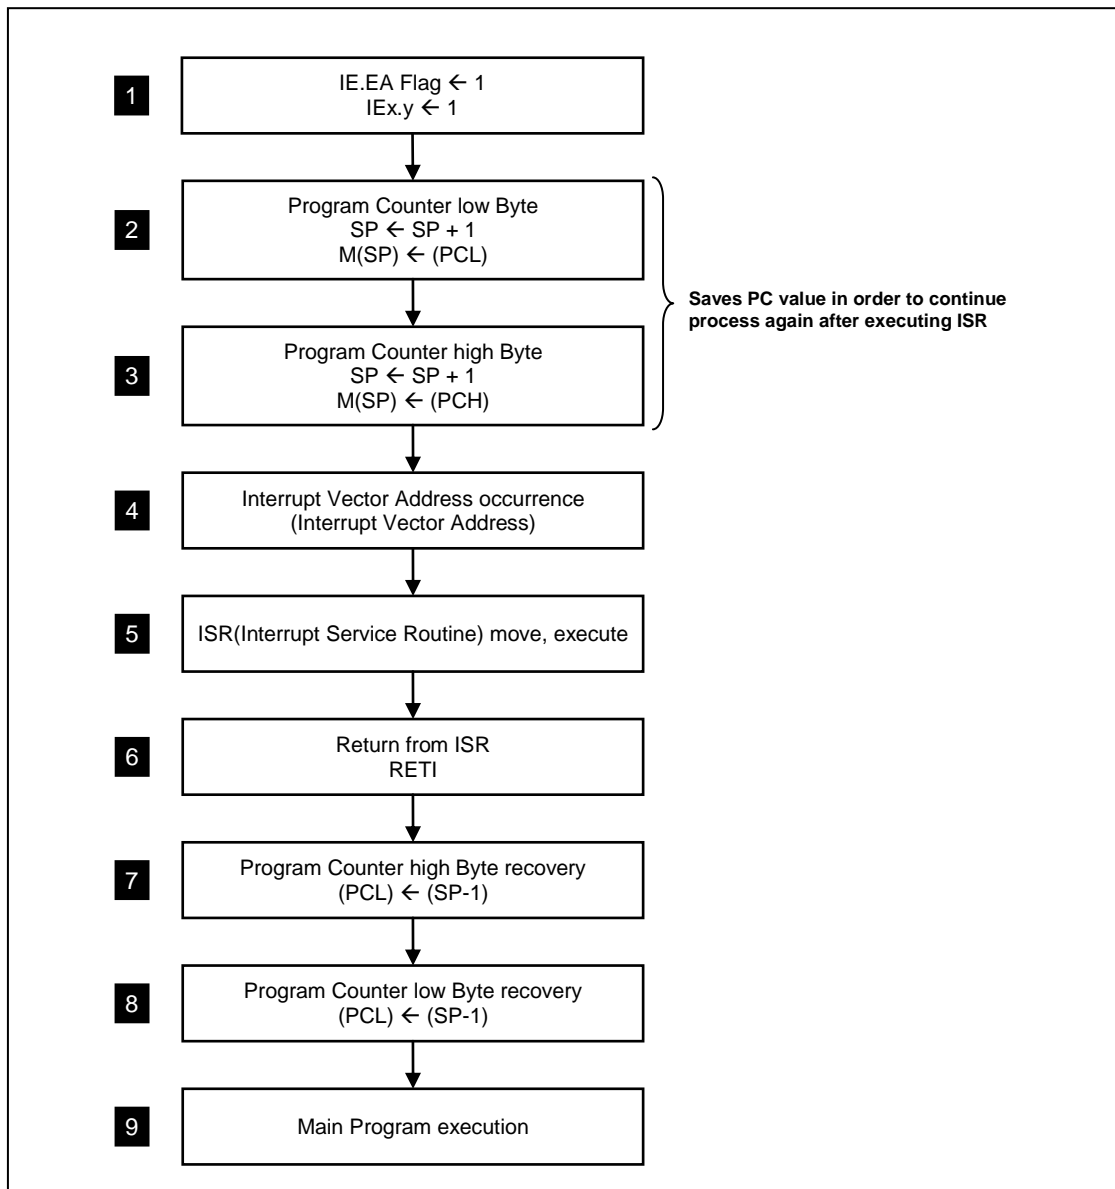 1
IE.EA Flag ← 1
IEx.y ← 1
2
Program Counter low Byte
SP ← SP + 1
M(SP) ← (PCL)
3
Program Counter high Byte
SP ← SP + 1
M(SP) ← (PCH)
Saves PC value in order to continue
process again after executing ISR
4
Interrupt Vector Address occurrence
(Interrupt Vector Address)
5
ISR(Interrupt Service Routine) move, execute
6
Return from ISR
RETI
7
Program Counter high Byte recovery
(PCL) ← (SP-1)
8
Program Counter low Byte recovery
(PCL) ← (SP-1)
9
Main Program execution